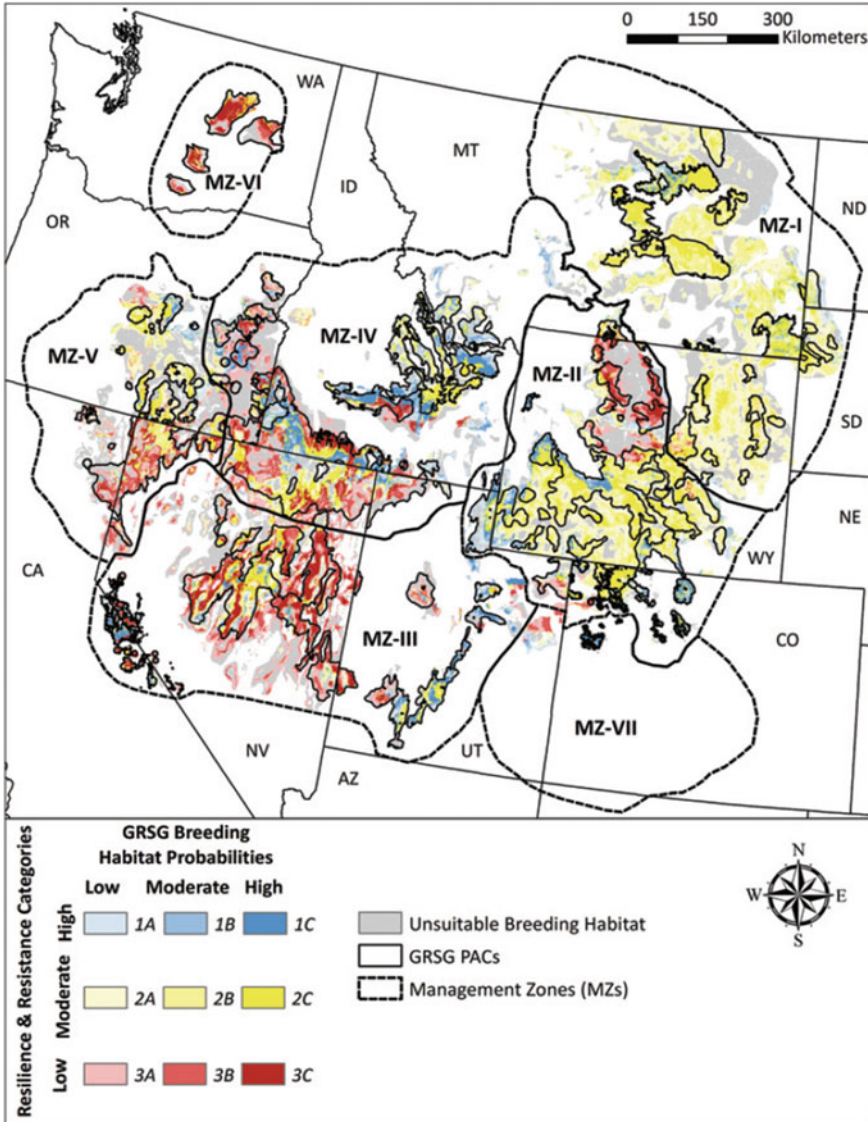 0 150 300
Kilometers
WA
MT
ND
MZ-VI
ID
MZ-I
OR
MZ-IV
MZ-V
MZ-II
SD
NE
WY
CA
MZ-III
CO
MZ-VII
NV
UT
AZ
GRSG Breeding
Habitat Probabilities
Low Moderate High
Resilience & Resistance Categories
High
1A 1B 1C
Moderate
2A 2B 2C
Low
3A 3B 3C
Unsuitable Breeding Habitat
GRSG PACs
Management Zones (MZs)
N
W E
S